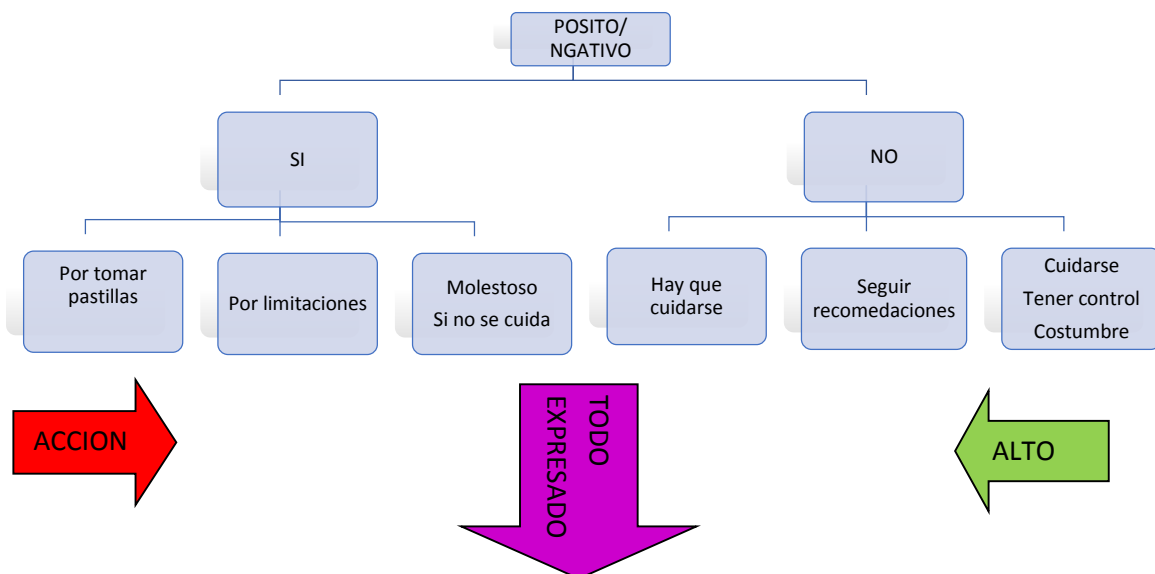 POSITO/
NGATIVO
SI
NO
Por tomar
pastillas
Por limitaciones
Molestoso
Si no se cuida
Hay que
cuidarse
Seguir
recomedaciones
Cuidarse
Tener control
Costumbre
ACCION
TODO
EXPRESADO
ALTO